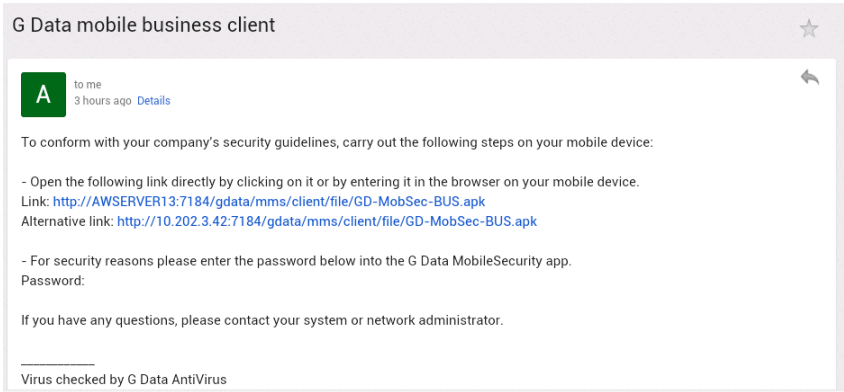 G Data mobile business client
A
to me
3 hours ago Details
To conform with your company's security guidelines, carry out the following steps on your mobile device:
- Open the following link directly by clicking on it or by entering it in the browser on your mobile device.
Link: http://AWSERVER13:7184/gdata/mms/client/file/GD-MobSec-BUS.apk
Alternative link: http://10.202.3.42:7184/gdata/mms/client/file/GD-MobSec-BUS.apk
- For security reasons please enter the password below into the G Data MobileSecurity app.
Password:
If you have any questions, please contact your system or network administrator.
____________
Virus checked by G Data AntiVirus